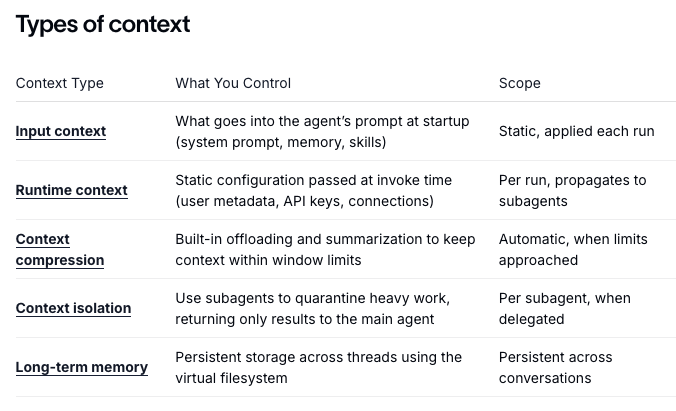 Types of context
Context Type What You Control Scope
Input context What goes into the agent’s prompt at startup (system prompt, memory, skills) Static, applied each run
Runtime context Static configuration passed at invoke time (user metadata, API keys, connections) Per run, propagates to subagents
Context compression Built-in offloading and summarization to keep context within window limits Automatic, when limits approached
Context isolation Use subagents to quarantine heavy work, returning only results to the main agent Per subagent, when delegated
Long-term memory Persistent storage across threads using the virtual filesystem Persistent across conversations